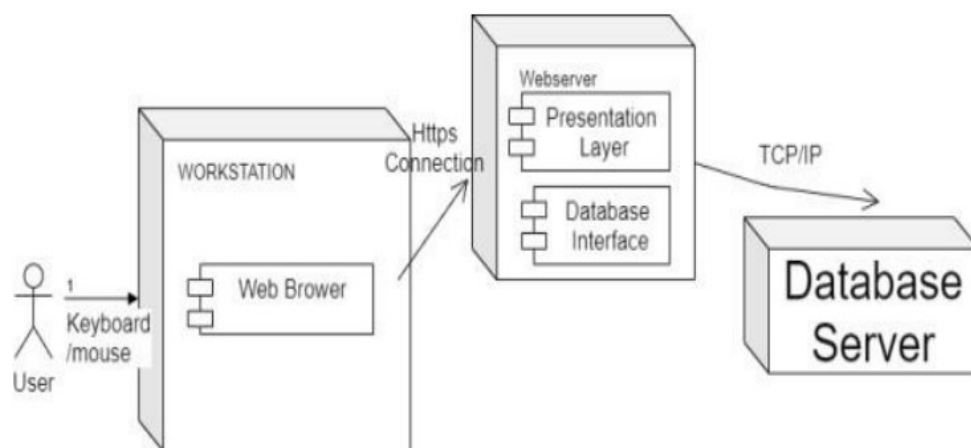 User
1
Keyboard
/mouse
WORKSTATION
Web Brower
Https
Connection
Webserver
Presentation
Layer
Database
Interface
TCP/IP
Database
Server